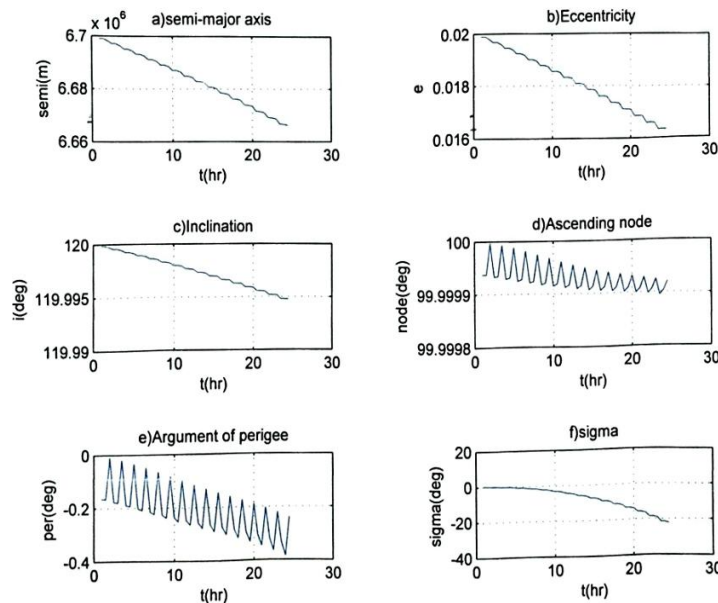 a)semi-major axis
x 10^6
6.7
6.68
6.66
semi(m)
0
10
20
30
t(hr)
b)Eccentricity
0.02
0.018
0.016
e
0
10
20
30
t(hr)
c)Inclination
120
119.995
119.99
i(deg)
0
10
20
30
t(hr)
d)Ascending node
100
99.9999
99.9998
node(deg)
0
10
20
30
t(hr)
e)Argument of perigee
0
-0.2
-0.4
per(deg)
0
10
20
30
t(hr)
f)sigma
20
0
-20
-40
sigma(deg)
0
10
20
30
t(hr)